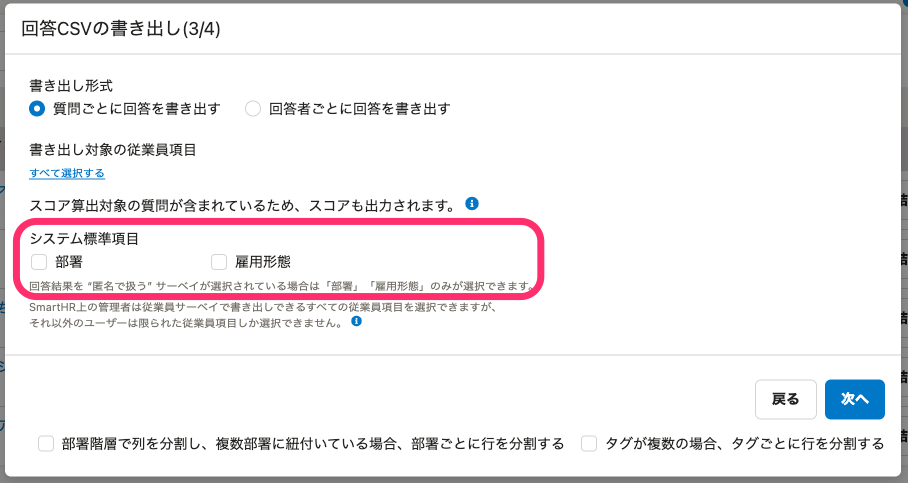 回答CSVの書き出し(3/4)
書き出し形式
質問ごとに回答を書き出す 回答者ごとに回答を書き出す
書き出し対象の従業員項目
すべて選択する
スコア算出対象の質問が含まれているため、スコアも出力されます。
システム標準項目
部署 雇用形態
回答結果を “匿名で扱う” サーベイが選択されている場合は「部署」「雇用形態」のみが選択できます。
SmartHR上の管理者は従業員サーベイで書き出しできるすべての従業員項目を選択できますが、
それ以外のユーザーは限られた従業員項目しか選択できません。
戻る 次へ
部署階層で列を分割し、複数部署に紐付いている場合、部署ごとに行を分割する タグが複数の場合、タグごとに行を分割する